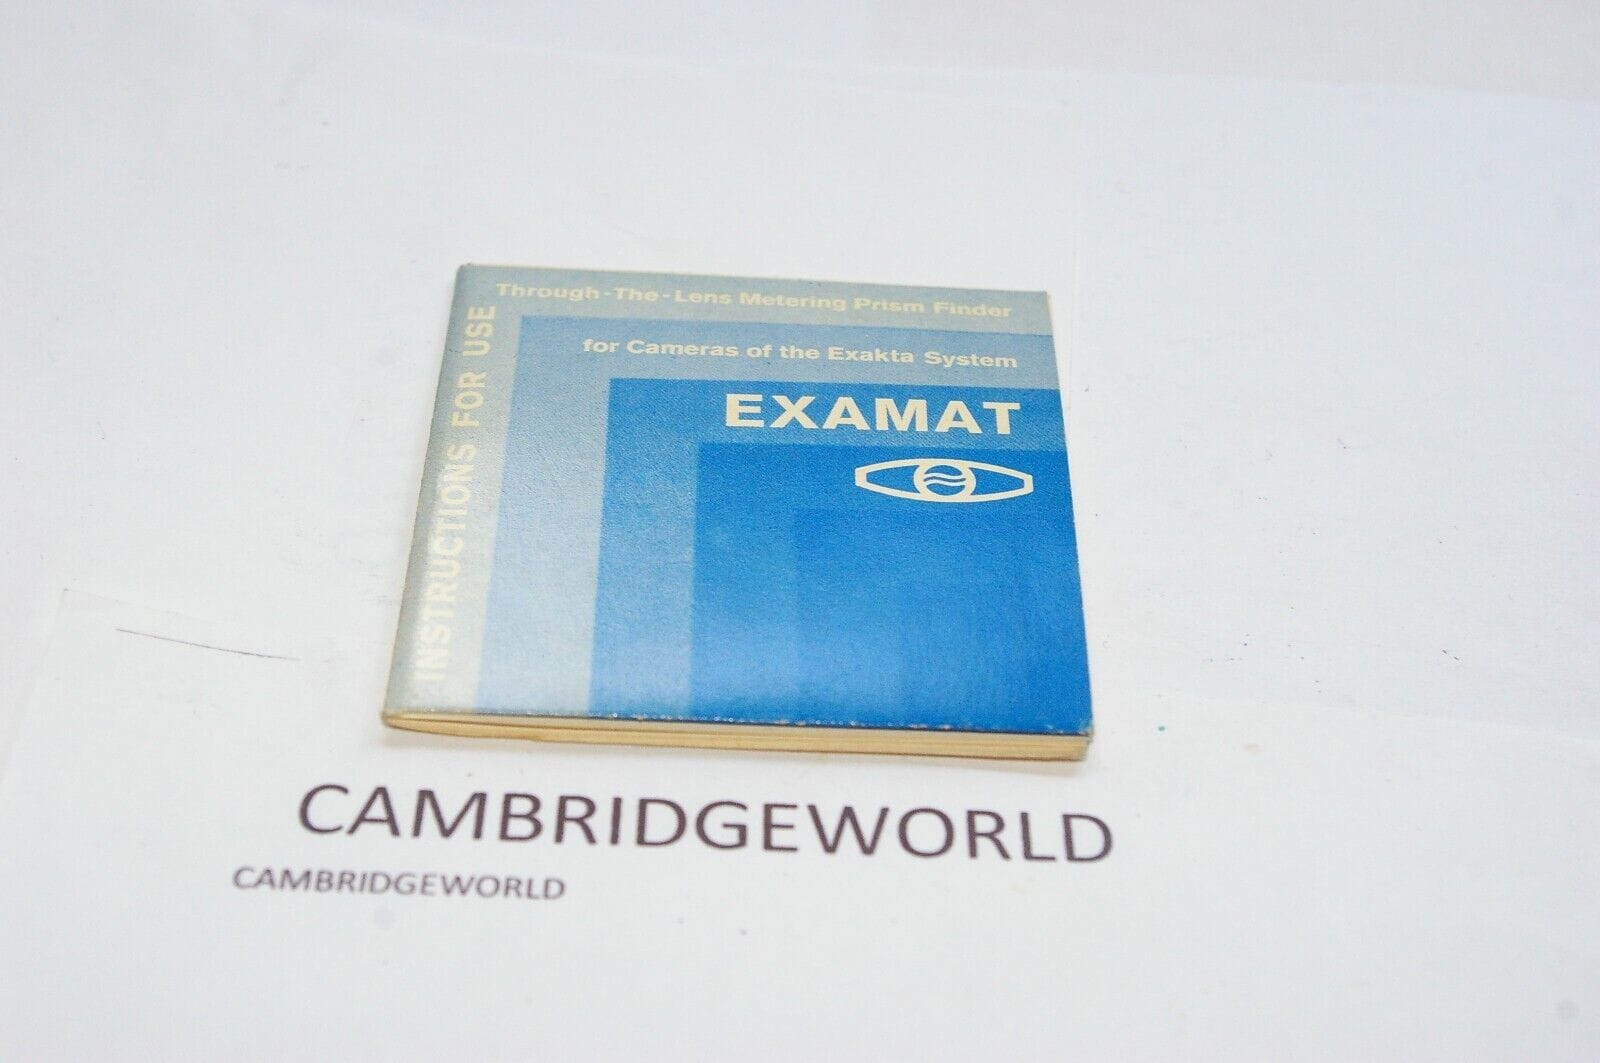 Through-The-Lens Metering Prism Finder
for Cameras of the Exakta System
EXAMAT
INSTRUCTIONS FOR USE
CAMBRIDGEWORLD
CAMBRIDGEWORLD